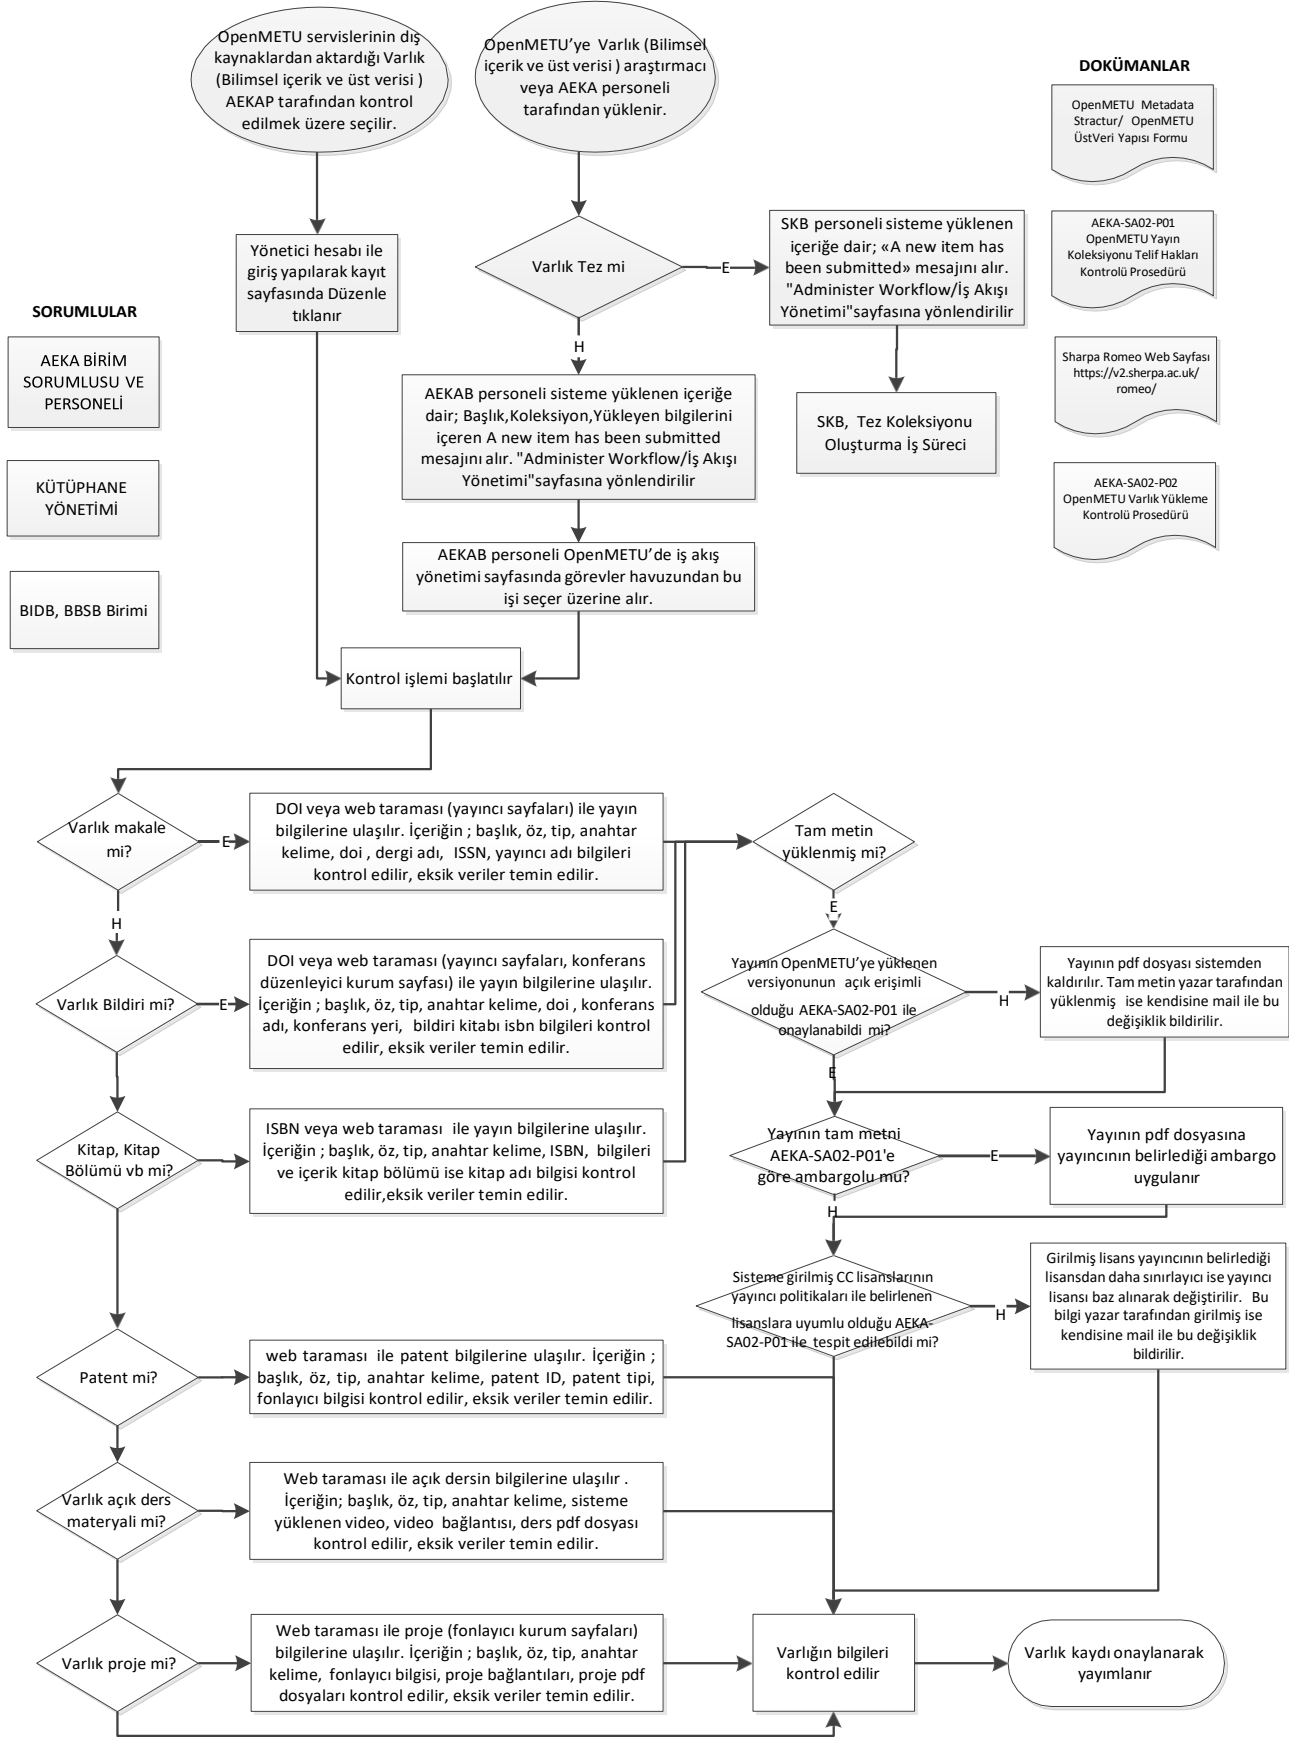 OpenMETU servislerinin dış
kaynaklardan aktardığı Varlık
(Bilimsel içerik ve üst verisi )
AEKAP tarafından kontrol
edilmek üzere seçilir.
OpenMETU’ye Varlık (Bilimsel
içerik ve üst verisi ) araştırmacı
veya AEKA personeli
tarafından yüklenir.
DOKÜMANLAR
OpenMETU Metadata
Stractur/ OpenMETU
ÜstVeri Yapısı Formu
AEKA-SA02-P01
OpenMETU Yayın
Koleksiyonu Telif Hakları
Kontrolü Prosedürü
Sharpa Romeo Web Sayfası
https://v2.sherpa.ac.uk/
romeo/
AEKA-SA02-P02
OpenMETU Varlık Yükleme
Kontrolü Prosedürü
SORUMLULAR
AEKA BİRİM
SORUMLUSU VE
PERSONELİ
KÜTÜPHANE
YÖNETİMİ
BIDB, BBSB Birimi
Yönetici hesabı ile
giriş yapılarak kayıt
sayfasında Düzenle
tıklanır
Varlık Tez mi
E
SKB personeli sisteme yüklenen
içeriğe dair; «A new item has
been submitted» mesajını alır.
"Administer Workflow/İş Akışı
Yönetimi"sayfasına yönlendirilir
H
SKB, Tez Koleksiyonu
Oluşturma İş Süreci
AEKAB personeli sisteme yüklenen içeriğe
dair; Başlık,Koleksiyon,Yükleyen bilgilerini
içeren A new item has been submitted
mesajını alır. "Administer Workflow/İş Akışı
Yönetimi"sayfasına yönlendirilir
AEKAB personeli OpenMETU’de iş akış
yönetimi sayfasında görevler havuzundan bu
işi seçer üzerine alır.
Kontrol işlemi başlatılır
Varlık makale
mi?
E
DOI veya web taraması (yayıncı sayfaları) ile yayın
bilgilerine ulaşılır. İçeriğin ; başlık, öz, tip, anahtar
kelime, doi , dergi adı, ISSN, yayıncı adı bilgileri
kontrol edilir, eksik veriler temin edilir.
Tam metin
yüklenmiş mi?
H
E
Varlık Bildiri mi?
E
DOI veya web taraması (yayıncı sayfaları, konferans
düzenleyici kurum sayfası) ile yayın bilgilerine ulaşılır.
İçeriğin ; başlık, öz, tip, anahtar kelime, doi , konferans
adı, konferans yeri, bildiri kitabı isbn bilgileri kontrol
edilir, eksik veriler temin edilir.
Yayının OpenMETU’ye yüklenen
versiyonunun açık erişimli
olduğu AEKA-SA02-P01 ile
onaylanabildi mi?
H
Yayının pdf dosyası sistemden
kaldırılır. Tam metin yazar tarafından
yüklenmiş ise kendisine mail ile bu
değişiklik bildirilir.
E
Kitap, Kitap
Bölümü vb mi?
ISBN veya web taraması ile yayın bilgilerine ulaşılır.
İçeriğin ; başlık, öz, tip, anahtar kelime, ISBN, bilgileri
ve içerik kitap bölümü ise kitap adı bilgisi kontrol
edilir,eksik veriler temin edilir.
Yayının tam metni
AEKA-SA02-P01'e
göre ambargolu mu?
E
Yayının pdf dosyasına
yayıncının belirlediği ambargo
uygulanır
H
Sisteme girilmiş CC lisanslarının
yayıncı politikaları ile belirlenen
lisanslara uyumlu olduğu AEKA-
SA02-P01 ile tespit edilebildi mi?
H
Girilmiş lisans yayıncının belirlediği
lisansdan daha sınırlayıcı ise yayıncı
lisansı baz alınarak değiştirilir. Bu
bilgi yazar tarafından girilmiş ise
kendisine mail ile bu değişiklik
bildirilir.
Patent mi?
web taraması ile patent bilgilerine ulaşılır. İçeriğin ;
başlık, öz, tip, anahtar kelime, patent ID, patent tipi,
fonlayıcı bilgisi kontrol edilir, eksik veriler temin edilir.
Varlık açık ders
materyali mi?
Web taraması ile açık dersin bilgilerine ulaşılır .
İçeriğin; başlık, öz, tip, anahtar kelime, sisteme
yüklenen video, video bağlantısı, ders pdf dosyası
kontrol edilir, eksik veriler temin edilir.
Varlık proje mi?
Web taraması ile proje (fonlayıcı kurum sayfaları)
bilgilerine ulaşılır. İçeriğin ; başlık, öz, tip, anahtar
kelime, fonlayıcı bilgisi, proje bağlantıları, proje pdf
dosyaları kontrol edilir, eksik veriler temin edilir.
Varlığın bilgileri
kontrol edilir
Varlık kaydı onaylanarak
yayımlanır